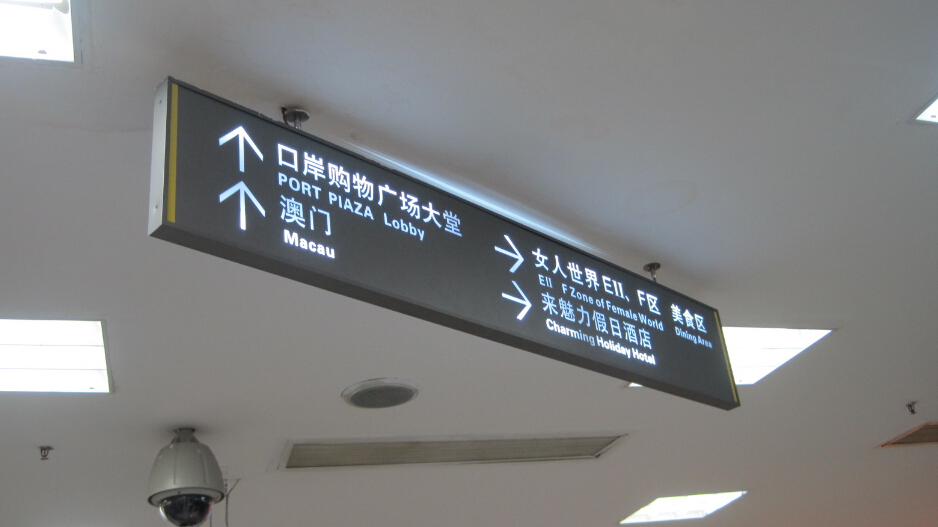 口岸购物广场大堂
PORT PlAZA Lobby
澳门
Macau
女人世界EII、F区 美食区
EII F Zone of Female World Dining Area
来魅力假日酒店
Charming Holiday Hotel